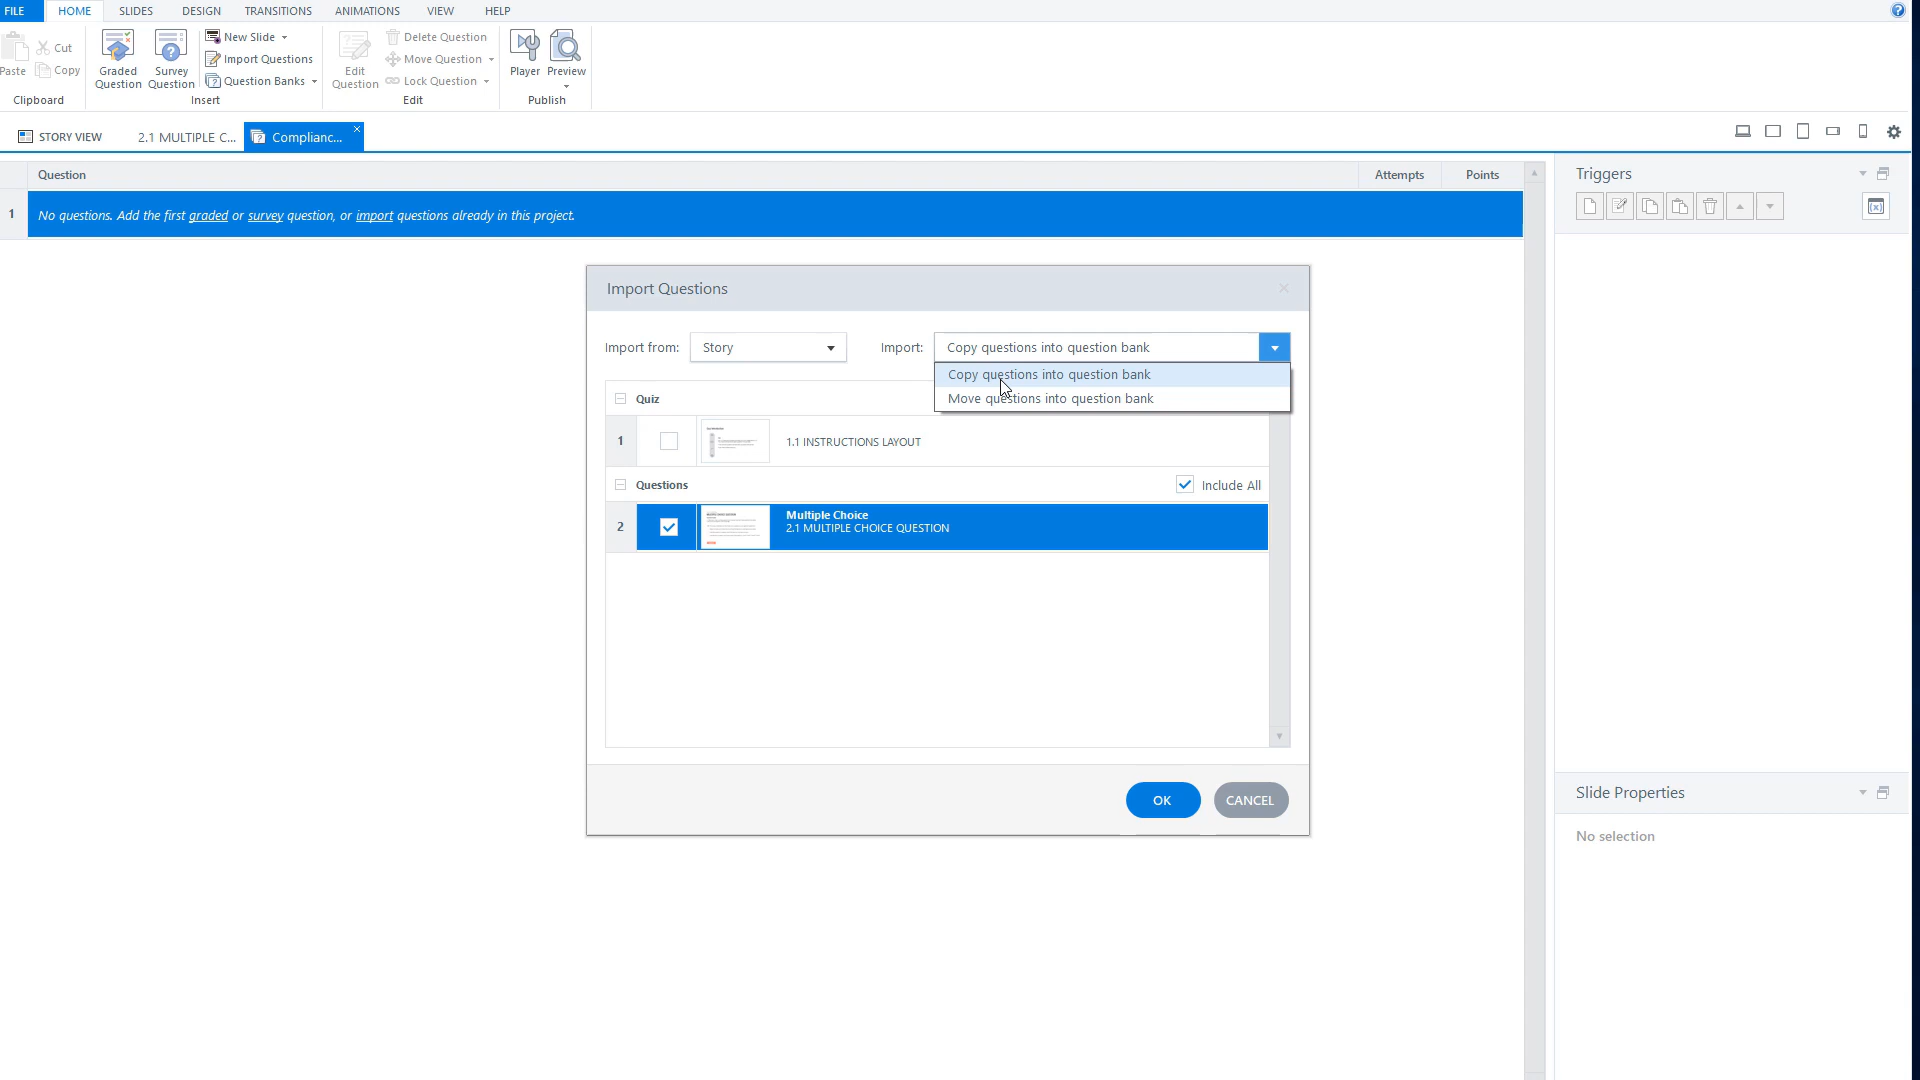 FILE HOME SLIDES DESIGN TRANSITIONS ANIMATIONS VIEW HELP
Paste
Cut
Copy
Clipboard
Graded
Question
Survey
Question
New Slide
Import Questions
Question Banks
Insert
Edit
Question
Delete Question
Move Question
Lock Question
Edit
Player
Preview
Publish
STORY VIEW 2.1 MULTIPLE C... Complianc...
Question Attempts Points
1 No questions. Add the first graded or survey question, or import questions already in this project.
Triggers
Import Questions
Import from: Story Import: Copy questions into question bank
Copy questions into question bank
Move questions into question bank
Quiz
1 1.1 INSTRUCTIONS LAYOUT
Questions Include All
2 Multiple Choice
2.1 MULTIPLE CHOICE QUESTION
OK CANCEL
Slide Properties
No selection